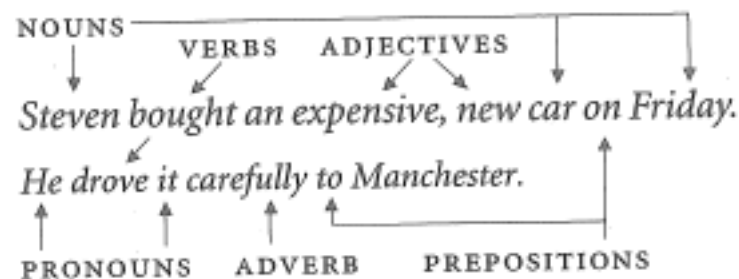 NOUNS
VERBS ADJECTIVES
Steven bought an expensive, new car on Friday.
He drove it carefully to Manchester.
PRONOUNS ADVERB PREPOSITIONS